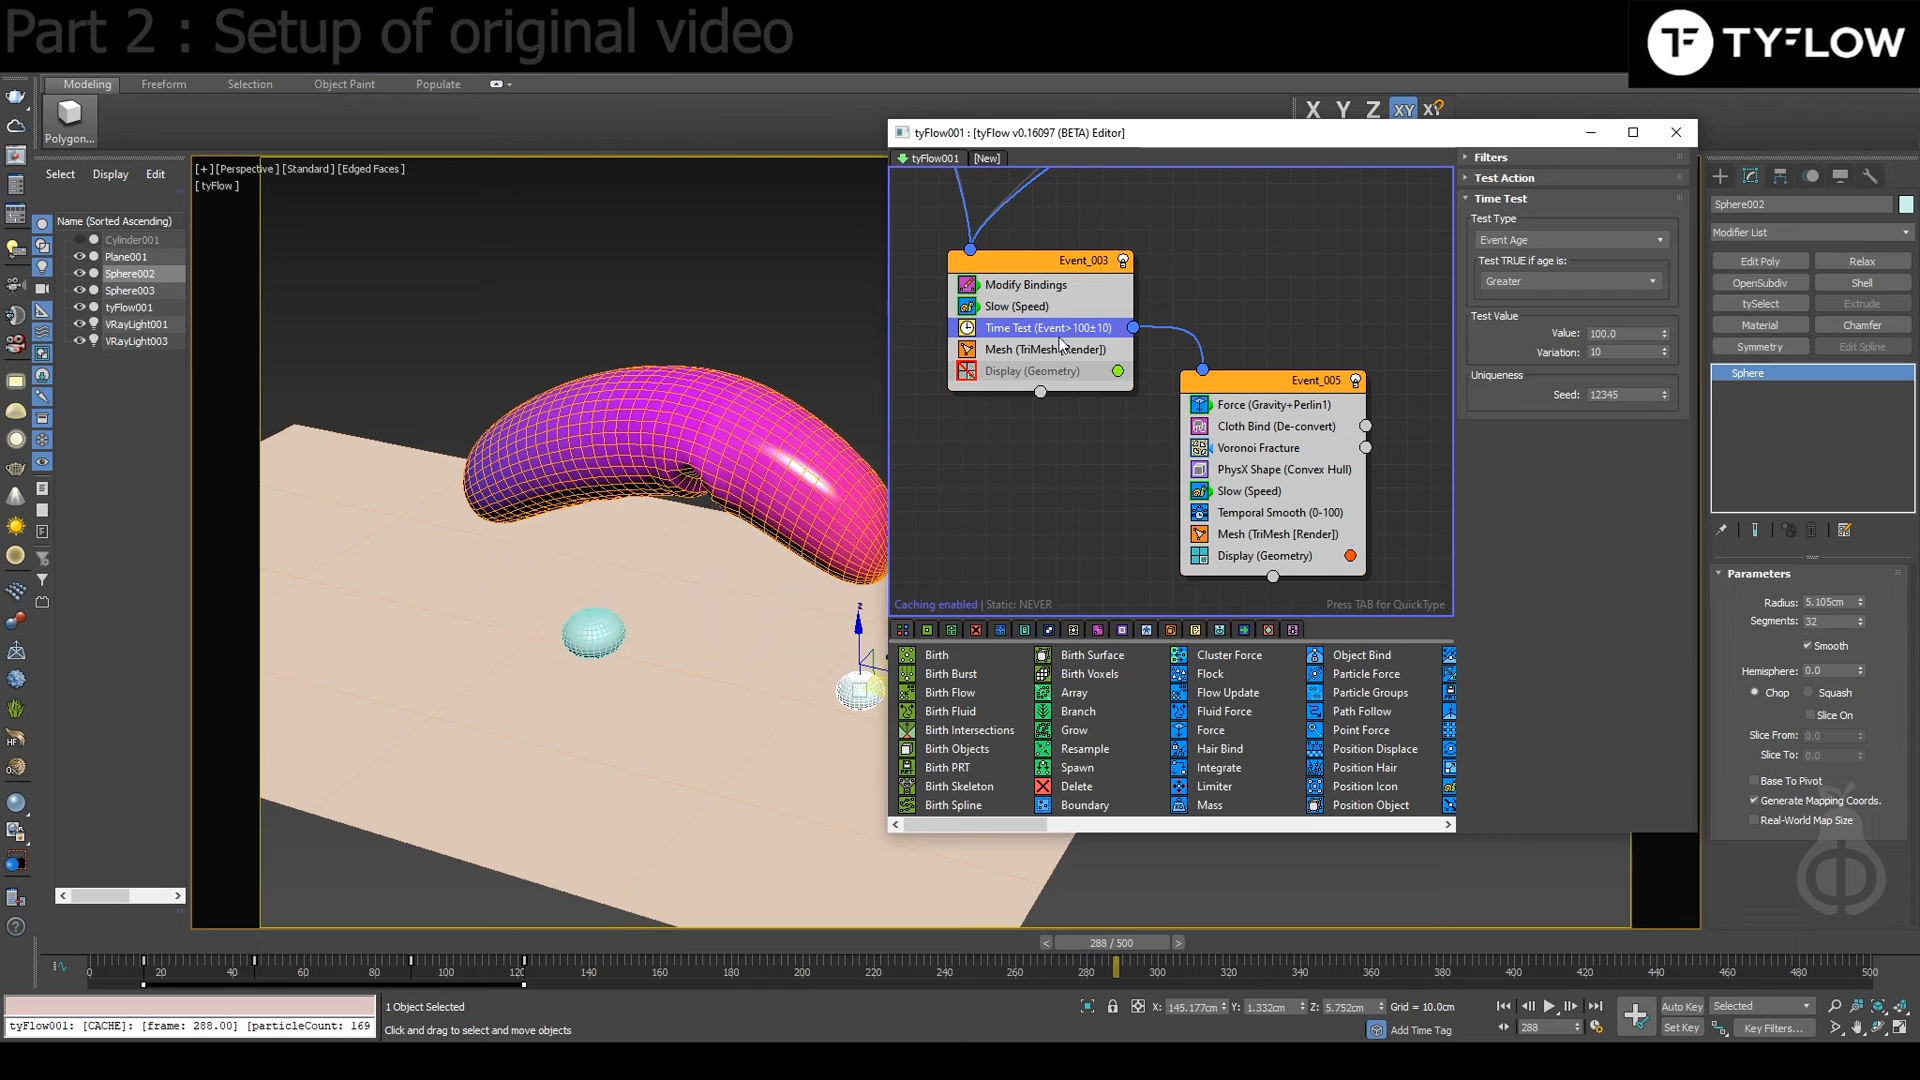 Part 2 : Setup of original video
TYFLOW
Modeling
Freeform
Selection
Object Paint
Populate
Polygon...
X Y Z XY XY
Select
Display
Edit
Name (Sorted Ascending)
Cylinder001
Plane001
Sphere002
Sphere003
tyFlow001
VRayLight001
VRayLight003
[+] [Perspective ] [Standard ] [Edged Faces ]
[ tyFlow ]
tyFlow001 : [tyFlow v0.16097 (BETA) Editor]
tyFlow001
[New]
Event_003
Modify Bindings
Slow (Speed)
Time Test (Event>100±10)
Mesh (TriMesh [Render])
Display (Geometry)
Event_005
Force (Gravity+Perlin1)
Cloth Bind (De-convert)
Voronoi Fracture
PhysX Shape (Convex Hull)
Slow (Speed)
Temporal Smooth (0-100)
Mesh (TriMesh [Render])
Display (Geometry)
Caching enabled | Static: NEVER
Press TAB for QuickType
Birth
Birth Burst
Birth Flow
Birth Fluid
Birth Intersections
Birth Objects
Birth PRT
Birth Skeleton
Birth Spline
Birth Surface
Birth Voxels
Array
Branch
Grow
Resample
Spawn
Delete
Boundary
Cluster Force
Flock
Flow Update
Fluid Force
Force
Hair Bind
Integrate
Limiter
Mass
Object Bind
Particle Force
Particle Groups
Path Follow
Point Force
Position Displace
Position Hair
Position Icon
Position Object
Filters
Test Action
Time Test
Test Type
Event Age
Test TRUE if age is:
Greater
Test Value
Value: 100.0
Variation: 10
Uniqueness
Seed: 12345
Sphere002
Modifier List
Edit Poly
Relax
OpenSubdiv
Shell
tySelect
Extrude
Material
Chamfer
Symmetry
Edit Spline
Sphere
Parameters
Radius: 5.105cm
Segments: 32
Smooth
Hemisphere: 0.0
Chop
Squash
Slice On
Slice From: 0.0
Slice To: 0.0
Base To Pivot
Generate Mapping Coords.
Real-World Map Size
288 / 500
0 20 40 60 80 100 120 140 160 180 200 220 240 260 280 300 320 340 360 380 400 420 440 460 480 500
1 Object Selected
tyFlow001: [CACHE]: [frame: 288.00] [particleCount: 169
Click and drag to select and move objects
X: 145.177cm
Y: 1.332cm
Z: 5.752cm
Grid = 10.0cm
Add Time Tag
288
Auto Key
Selected
Set Key
Key Filters...